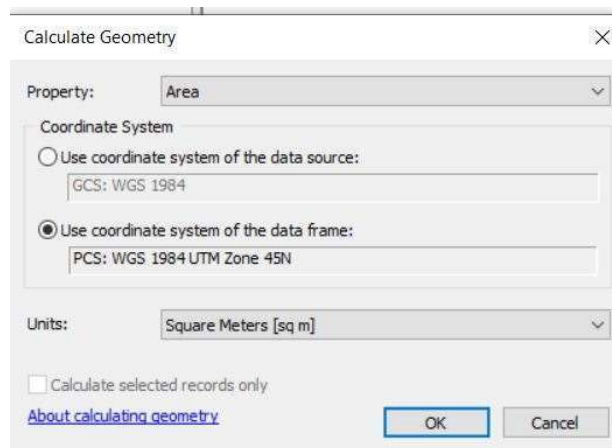 Calculate Geometry
Property: Area
Coordinate System
Use coordinate system of the data source:
GCS: WGS 1984
Use coordinate system of the data frame:
PCS: WGS 1984 UTM Zone 45N
Units: Square Meters [sq m]
Calculate selected records only
About calculating geometry OK Cancel